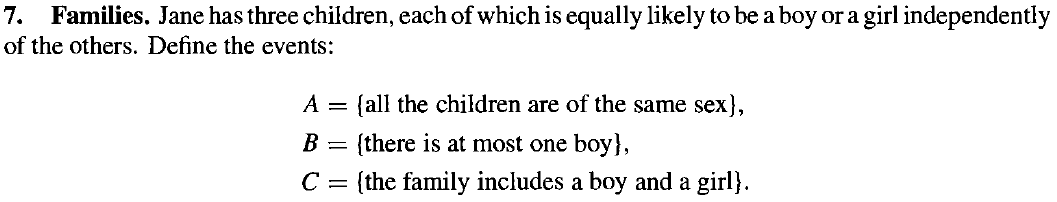 7. Families. Jane has three children, each of which is equally likely to be a boy or a girl independently
of the others. Define the events:
A = {all the children are of the same sex},
B = {there is at most one boy},
C = {the family includes a boy and a girl}.